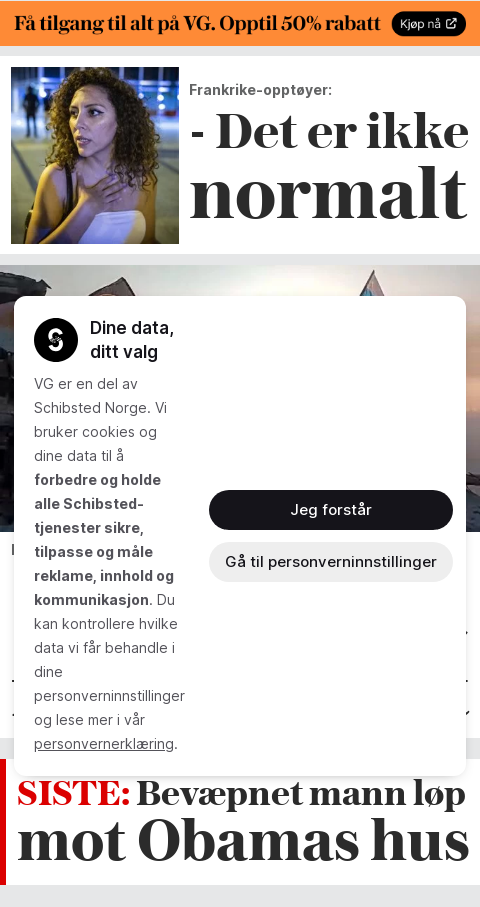 Få tilgang til alt på VG. Opptil 50% rabatt
Kjøp nå
Frankrike-opptøyer:
- Det er ikke
normalt
S
Dine data,
ditt valg
VG er en del av
Schibsted Norge. Vi
bruker cookies og
dine data til å
forbedre og holde
alle Schibsted-
tjenester sikre,
tilpasse og måle
reklame, innhold og
kommunikasjon. Du
kan kontrollere hvilke
data vi får behandle i
dine
personverninnstillinger
og lese mer i vår
personvernerklæring.
Jeg forstår
Gå til personverninnstillinger
SISTE: Bevæpnet mann løp
mot Obamas hus